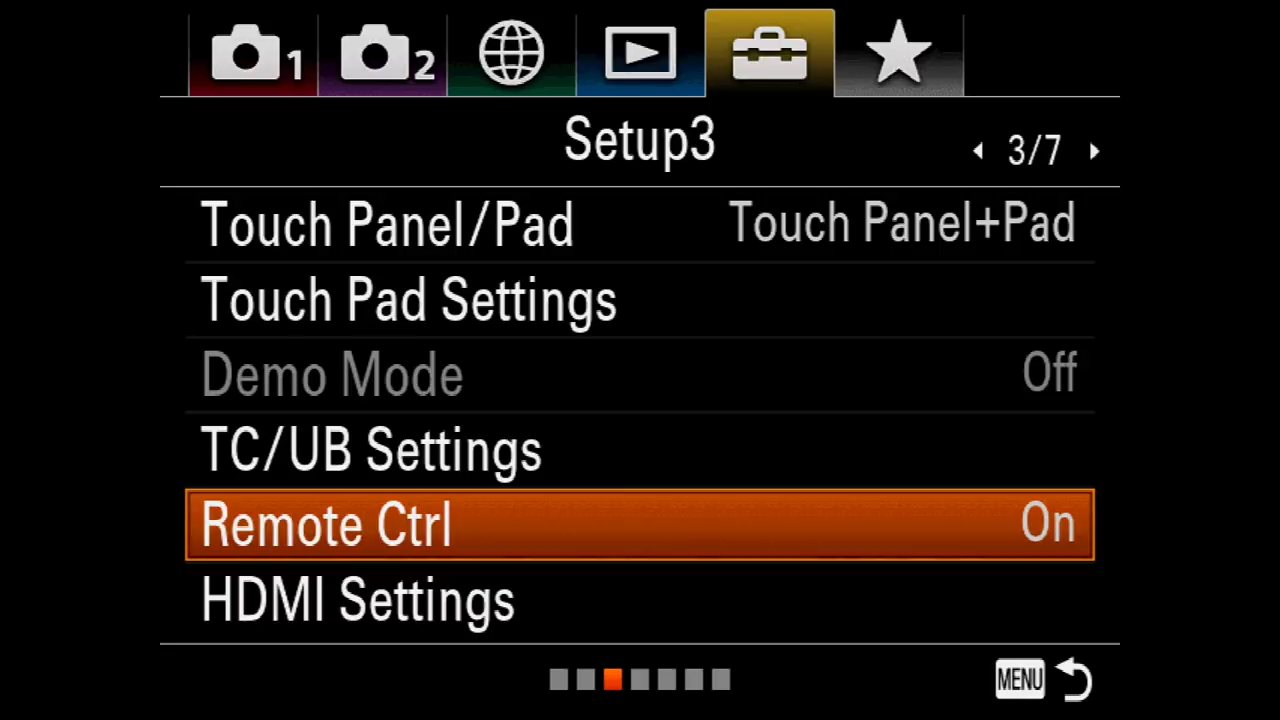 1 2
Setup3
3/7
Touch Panel/Pad Touch Panel+Pad
Touch Pad Settings
Demo Mode Off
TC/UB Settings
Remote Ctrl On
HDMI Settings
MENU